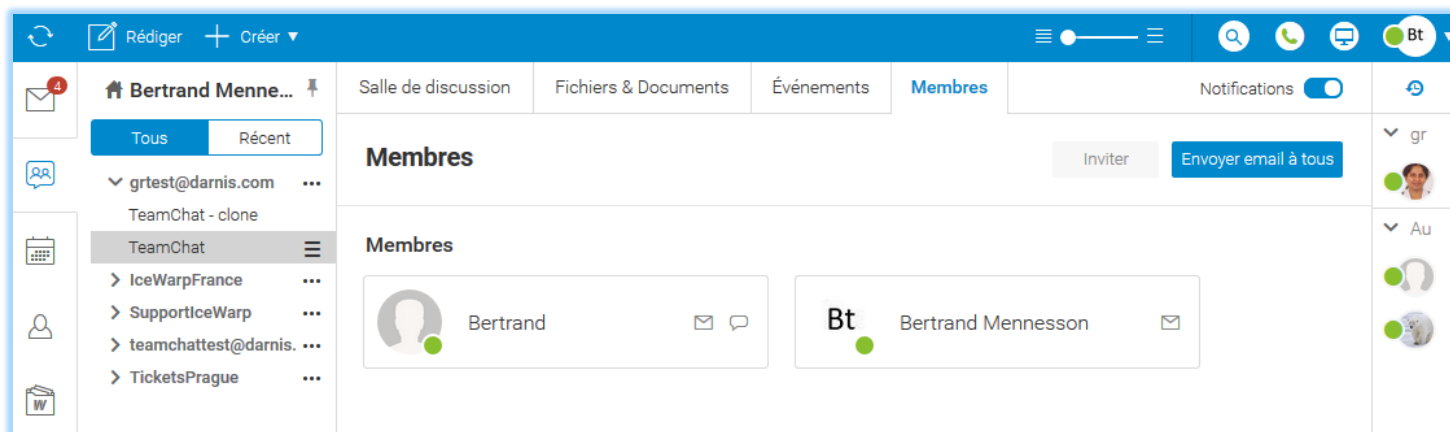 Rédiger Créer Bt
4
Bertrand Menne...
Tous Récent
grtest@darnis.com
TeamChat - clone
TeamChat
IceWarpFrance
SupportIceWarp
teamchattest@darnis.
TicketsPrague
W
Salle de discussion Fichiers & Documents Événements Membres Notifications
Membres Inviter Envoyer email à tous
Membres
Bertrand Bt Bertrand Mennesson
gr
Au